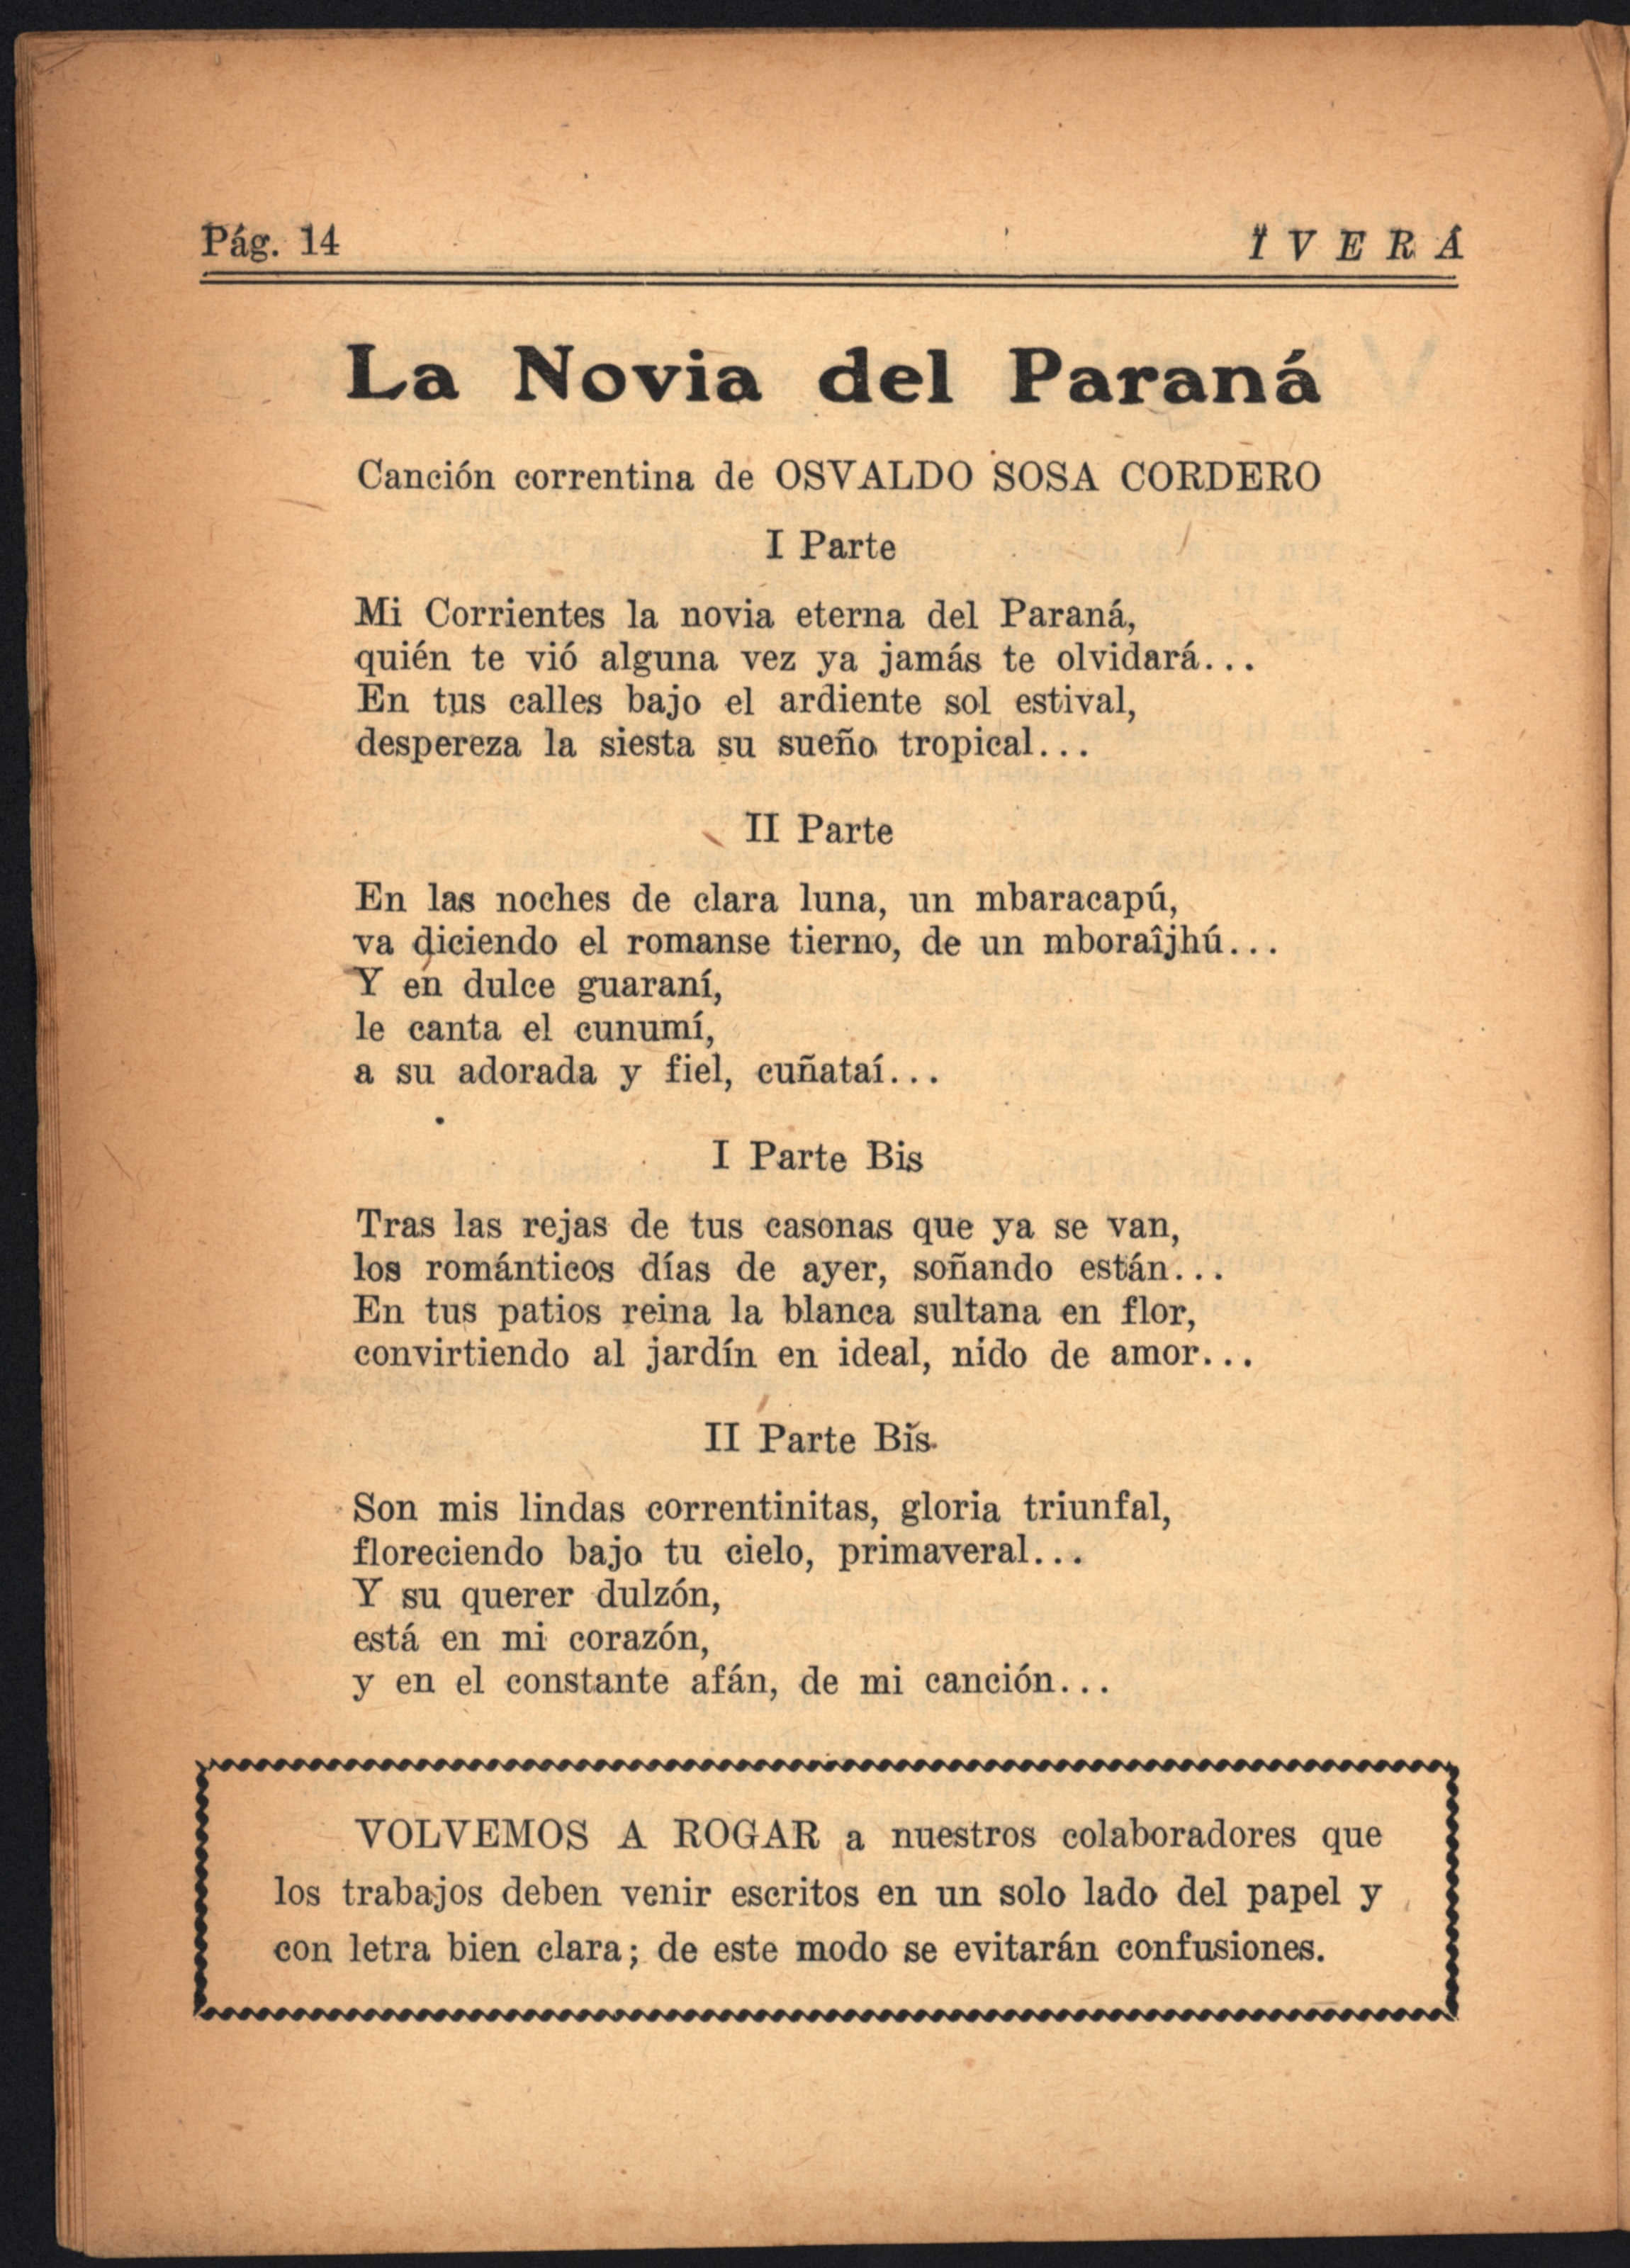 Pág. 14
ÏVERÁ
La Novia del Paraná
Canción correntina de OSVALDO SOSA CORDERO
I Parte
Mi Corrientes la novia eterna del Paraná,
quién te vió alguna vez ya jamás te olvidará...
En tus calles bajo el ardiente sol estival,
despereza la siesta su sueño tropical...
II Parte
En las noches de clara luna, un mbaracapú,
va diciendo el romanse tierno, de un mboraîjhú...
Y en dulce guaraní,
le canta el cunumí,
a su adorada y fiel, cuñataí...
I Parte Bis
Tras las rejas de tus casonas que ya se van,
los románticos días de ayer, soñando están...
En tus patios reina la blanca sultana en flor,
convirtiendo al jardín en ideal, nido de amor...
II Parte Bis
Son mis lindas correntinitas, gloria triunfal,
floreciendo bajo tu cielo, primaveral...
Y su querer dulzón,
está en mi corazón,
y en el constante afán, de mi canción...
VOLVEMOS A ROGAR a nuestros colaboradores que
los trabajos deben venir escritos en un solo lado del papel y
con letra bien clara; de este modo se evitarán confusiones.